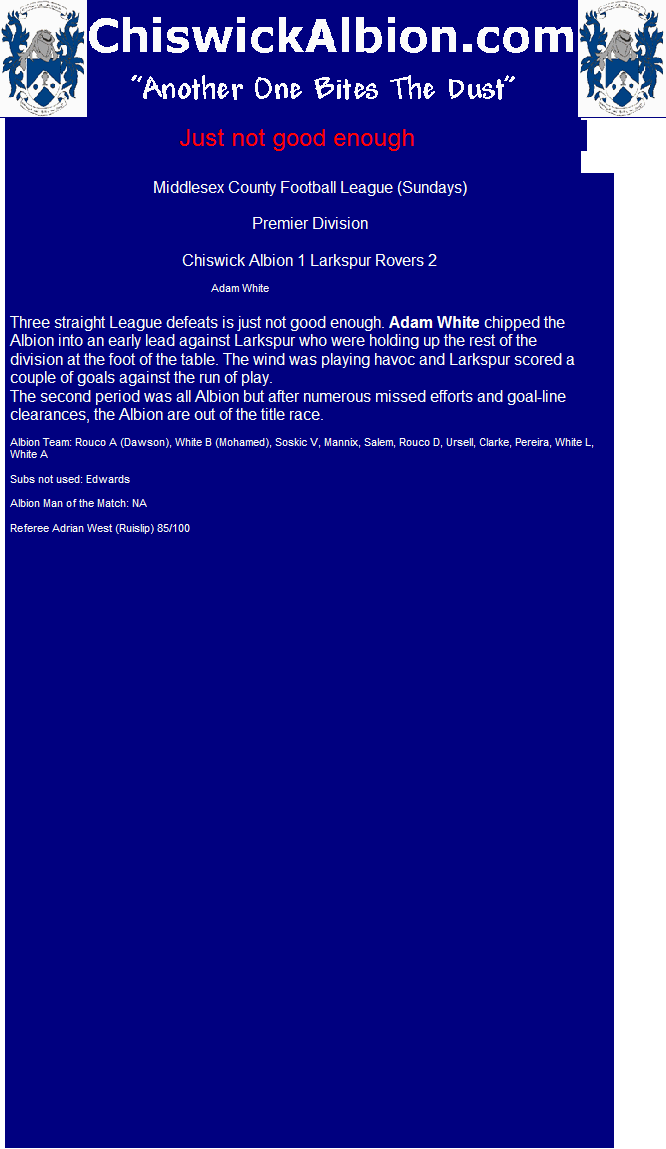 ChiswickAlbion.com
"Another One Bites The Dust"
Just not good enough
Middlesex County Football League (Sundays)
Premier Division
Chiswick Albion 1 Larkspur Rovers 2
Adam White
Three straight League defeats is just not good enough. Adam White chipped the
Albion into an early lead against Larkspur who were holding up the rest of the
division at the foot of the table. The wind was playing havoc and Larkspur scored a
couple of goals against the run of play.
The second period was all Albion but after numerous missed efforts and goal-line
clearances, the Albion are out of the title race.
Albion Team: Rouco A (Dawson), White B (Mohamed), Soskic V, Mannix, Salem, Rouco D, Ursell, Clarke, Pereira, White L,
White A
Subs not used: Edwards
Albion Man of the Match: NA
Referee Adrian West (Ruislip) 85/100